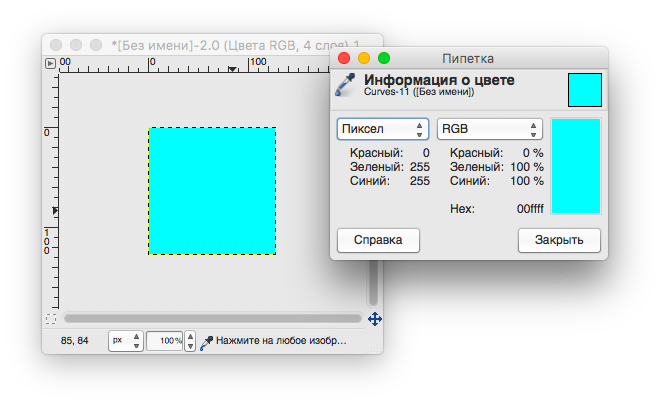 *[Без имени]-2.0 (Цвета RGB, 4 слоя) 1
00
0
100
0
100
Пипетка
Информация о цвете
Curves-11 ([Без имени])
Пиксел
RGB
Красный: 0
Зеленый: 255
Синий: 255
Красный: 0 %
Зеленый: 100 %
Синий: 100 %
Hex: 00ffff
Справка
Закрыть
85, 84
px
100%
Нажмите на любое изобр...